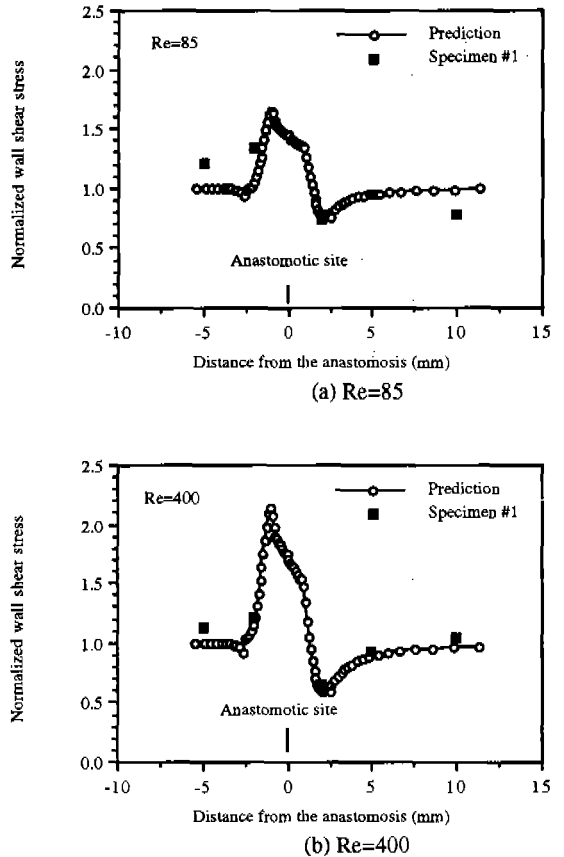 2.5
Re=85
Prediction
Specimen #1
2.0
1.5
1.0
0.5
0.0
Normalized wall shear stress
Anastomotic site
-10
-5
0
5
10
15
Distance from the anastomosis (mm)
(a) Re=85
2.5
Re=400
Prediction
Specimen #1
2.0
1.5
1.0
0.5
0.0
Normalized wall shear stress
Anastomotic site
-10
-5
0
5
10
15
Distance from the anastomosis (mm)
(b) Re=400